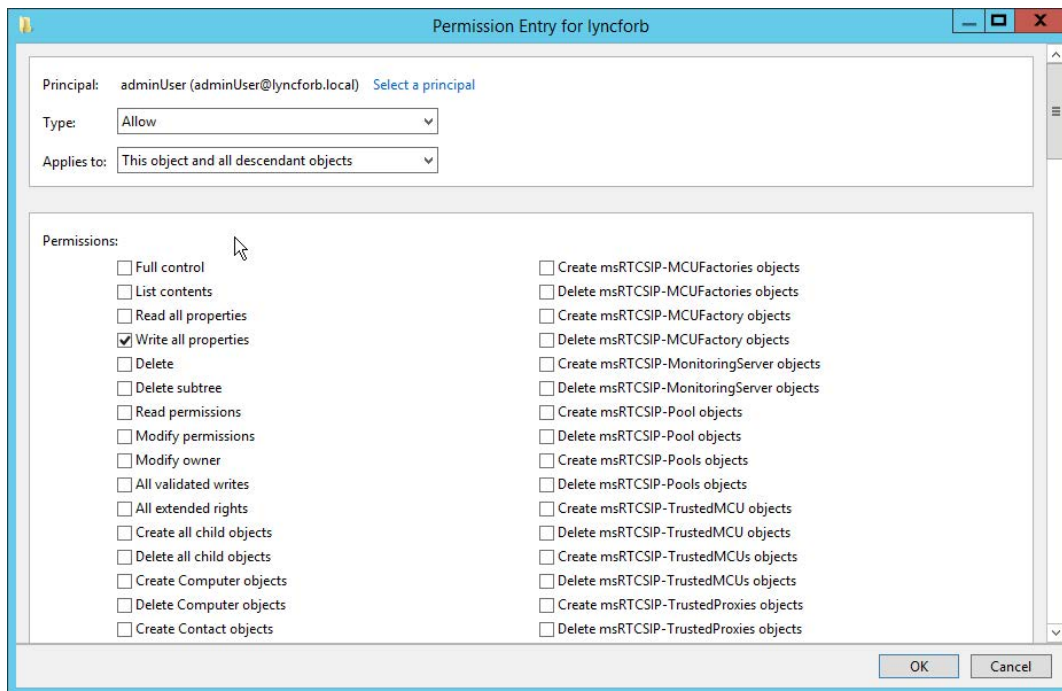 Permission Entry for lyncforb
Principal: adminUser (adminUser@lyncforb.local) Select a principal
Type: Allow
Applies to: This object and all descendant objects
Permissions:
Full control
List contents
Read all properties
Write all properties
Delete
Delete subtree
Read permissions
Modify permissions
Modify owner
All validated writes
All extended rights
Create all child objects
Delete all child objects
Create Computer objects
Delete Computer objects
Create Contact objects
Create msRTCSIP-MCUFactories objects
Delete msRTCSIP-MCUFactories objects
Create msRTCSIP-MCUFactory objects
Delete msRTCSIP-MCUFactory objects
Create msRTCSIP-MonitoringServer objects
Delete msRTCSIP-MonitoringServer objects
Create msRTCSIP-Pool objects
Delete msRTCSIP-Pool objects
Create msRTCSIP-Pools objects
Delete msRTCSIP-Pools objects
Create msRTCSIP-TrustedMCU objects
Delete msRTCSIP-TrustedMCU objects
Create msRTCSIP-TrustedMCUs objects
Delete msRTCSIP-TrustedMCUs objects
Create msRTCSIP-TrustedProxies objects
Delete msRTCSIP-TrustedProxies objects
OK Cancel